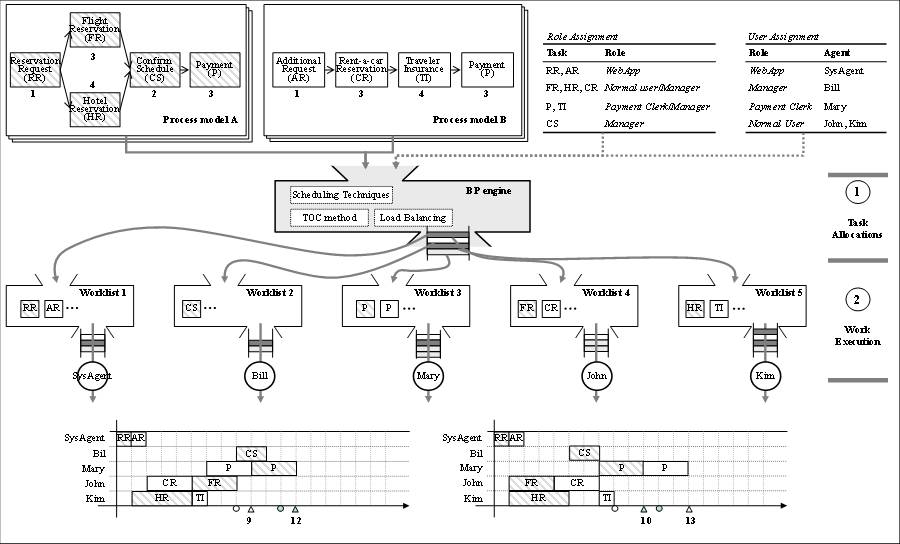 Flight
Reservation
(FR)
3
Reservation
Request
(RR)
1
Confirm
Schedule
(CS)
2
Payment
(P)
3
4
Hotel
Reservation
(HR)
Process model A
Additional
Request
(AR)
1
Rent-a-car
Reservation
(CR)
3
Traveler
Insurance
(TI)
4
Payment
(P)
3
Process model B
Role Assignment
Task Role
RR, AR WebApp
FR, HR, CR Normal user/Manager
P, TI Payment Clerk/Manager
CS Manager
User Assignment
Role Agent
WebApp SysAgent
Manager Bill
Payment Clerk Mary
Normal User John, Kim
BP engine
Scheduling Techniques
TOC method Load Balancing
1
Task
Allocations
Worklist 1
RR AR ...
Worklist 2
CS ...
Worklist 3
P P ...
Worklist 4
FR CR ...
Worklist 5
HR TI ...
2
Work
Execution
SysAgent
Bill
Mary
John
Kim
SysAgent RR AR
Bil CS
Mary P P
John CR FR
Kim HR TI
9 12
SysAgent RR AR
Bil CS
Mary P P
John FR CR
Kim HR TI
10 13